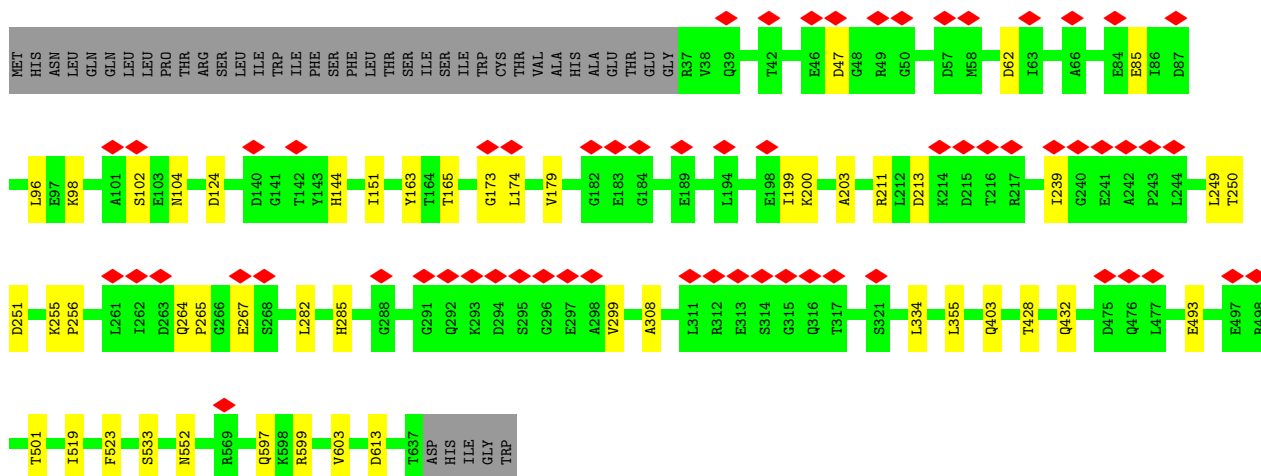 MET HIS ASN LEU GLN GLN LEU LEU PRO THR ARG SER LEU ILE TRP ILE PHE SER PHE LEU THR SER ILE SER ILE TRP CYS THR VAL ALA HIS ALA GLU THR GLU GLY R37 V38 Q39 T42 E46 D47 G48 R49 G50 D57 M58 D62 I63 A66 E84 E85 I86 D87
L96 E97 K98 A101 S102 E103 N104 D124 D140 G141 T142 Y143 H144 I151 Y163 T164 T165 G173 L174 V179 G182 E183 G184 E189 L194 E198 I199 K200 A203 R211 L212 D213 K214 D215 T216 R217 I239 G240 E241 A242 P243 L244 L249 T250
D251 K255 P256 L261 I262 D263 Q264 P265 G266 E267 S268 L282 H285 G288 G291 Q292 K293 D294 S295 G296 E297 A298 V299 A308 L311 R312 E313 S314 G315 Q316 T317 S321 L334 L355 Q403 T428 Q432 D475 Q476 L477 E493 E497 R498
T501 I519 F523 S533 N552 R569 Q597 K598 R599 V603 D613 T637 ASP HIS ILE GLY TRP